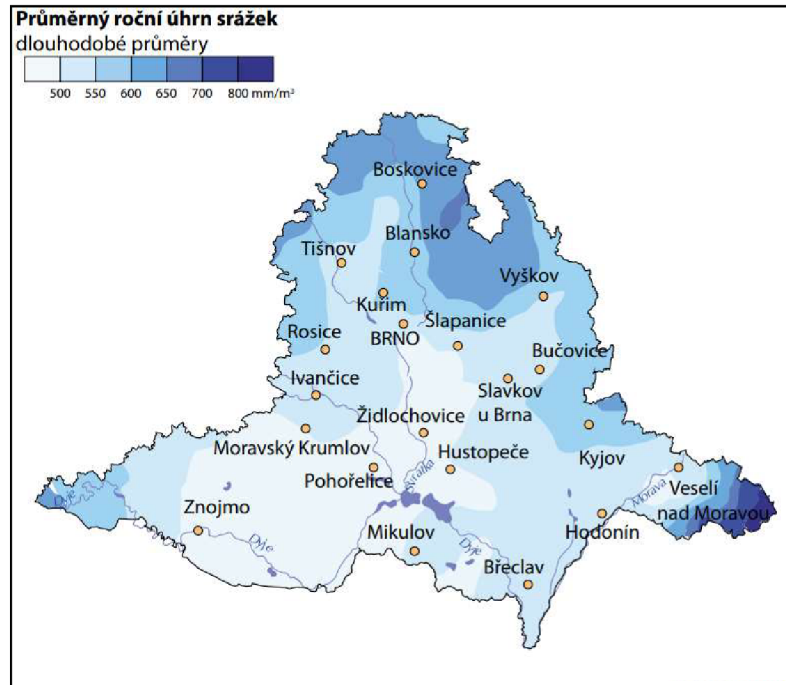 Průměrný roční úhrn srážek
dlouhodobé průměry
500 550 600 650 700 800 mm/m²
Boskovice
Blansko
Tišnov
Vyškov
Kuřim
Šlapanice
BRNO
Rosice
Bučovice
Ivančice
Slavkov
u Brna
Židlochovice
Moravský Krumlov
Hustopeče
Kyjov
Pohořelice
Svratka
Morava
Veselí
nad Moravou
Dyje
Znojmo
Hodonín
Dyje
Mikulov
Dyje
Břeclav